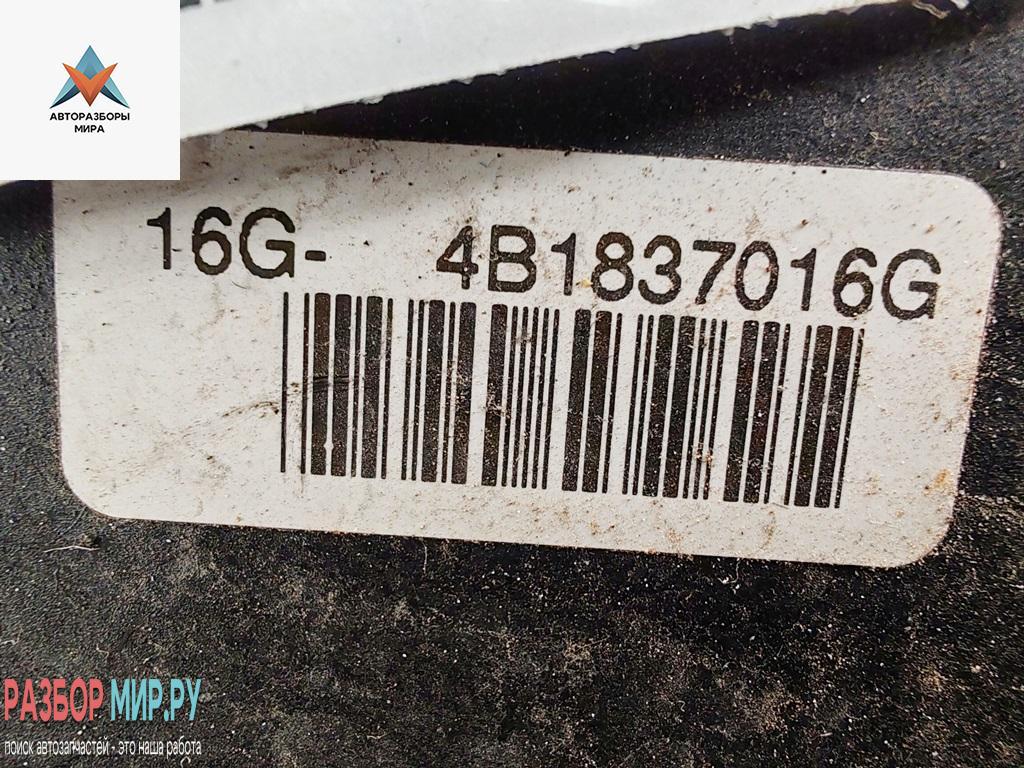 АВТОРАЗБОРЫ
МИРА
16G- 4B1837016G
РАЗБОР МИР.РУ
поиск автозапчастей - это наша работа